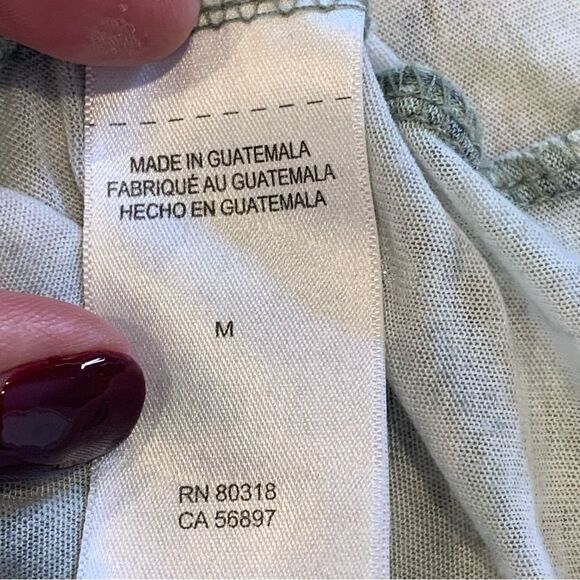 MADE IN GUATEMALA
FABRIQUÉ AU GUATEMALA
HECHO EN GUATEMALA
M
RN 80318
CA 56897